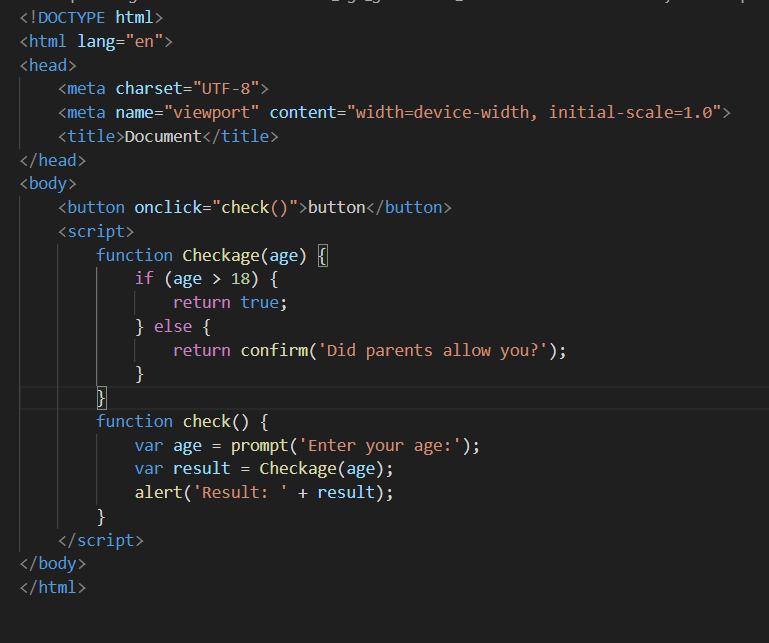 <!DOCTYPE html>
<html lang="en">
<head>
    <meta charset="UTF-8">
    <meta name="viewport" content="width=device-width, initial-scale=1.0">
    <title>Document</title>
</head>
<body>
    <button onclick="check()">button</button>
    <script>
        function Checkage(age) {
            if (age > 18) {
                return true;
            } else {
                return confirm('Did parents allow you?');
            }
        }
        function check() {
            var age = prompt('Enter your age:');
            var result = Checkage(age);
            alert('Result: ' + result);
        }
    </script>
</body>
</html>